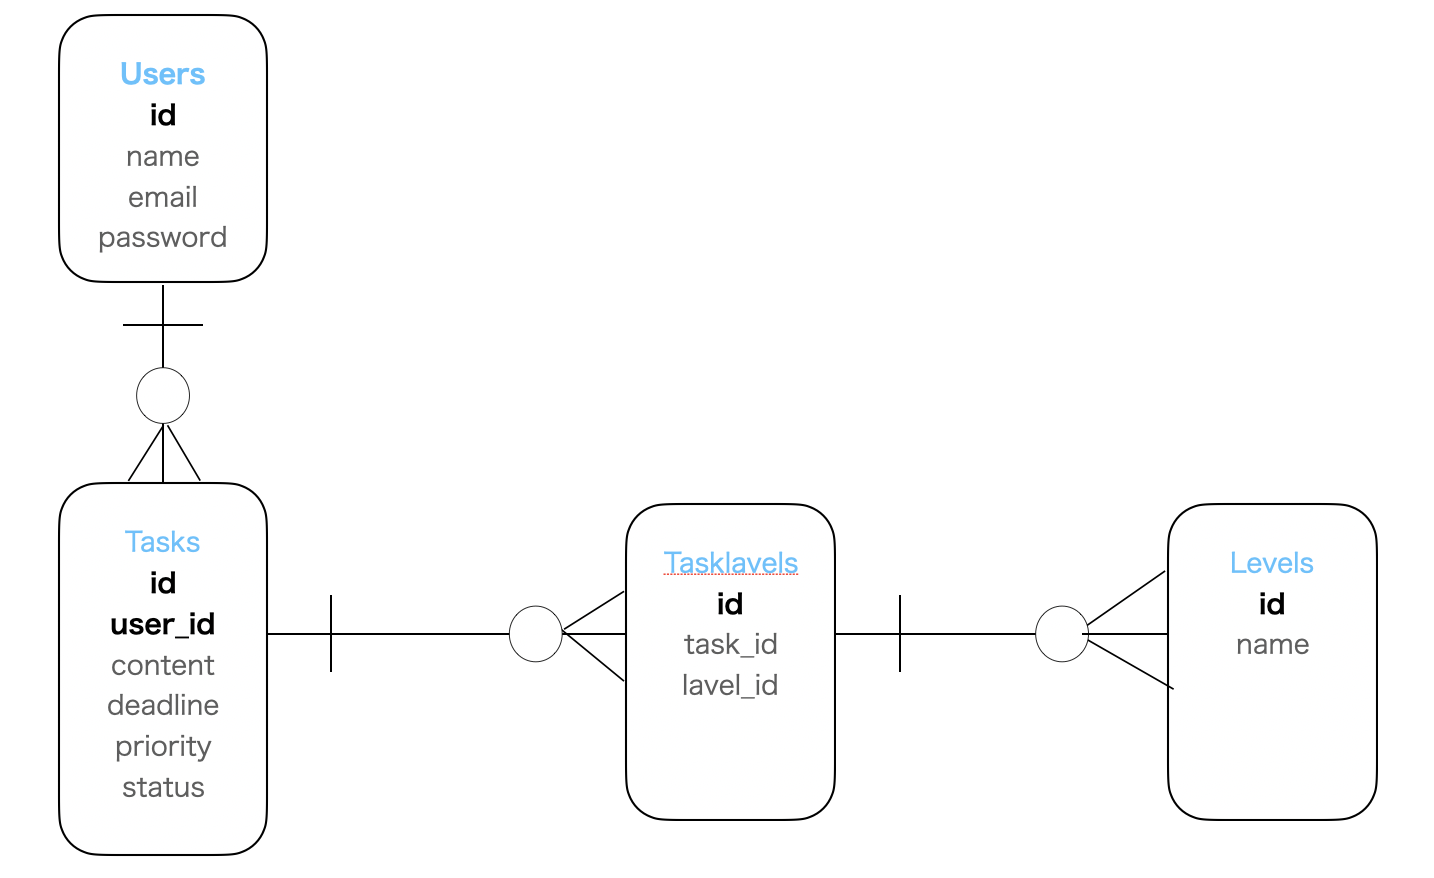 Users
id
name
email
password
Tasks
id
user_id
content
deadline
priority
status
Tasklavels
id
task_id
lavel_id
Levels
id
name